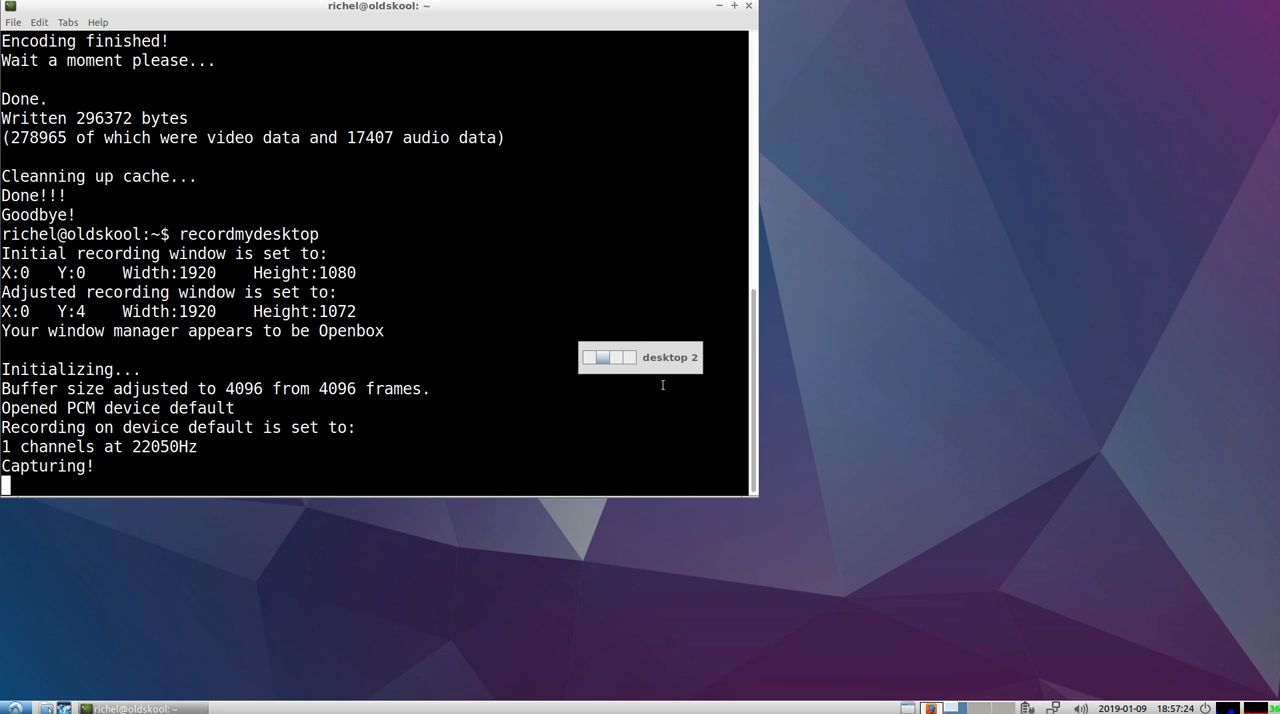 richel@oldskool: ~
File Edit Tabs Help
Encoding finished!
Wait a moment please...
Done.
Written 296372 bytes
(278965 of which were video data and 17407 audio data)
Cleanning up cache...
Done!!!
Goodbye!
richel@oldskool:~$ recordmydesktop
Initial recording window is set to:
X:0 Y:0 Width:1920 Height:1080
Adjusted recording window is set to:
X:0 Y:4 Width:1920 Height:1072
Your window manager appears to be Openbox
desktop 2
Initializing...
Buffer size adjusted to 4096 from 4096 frames.
Opened PCM device default
Recording on device default is set to:
1 channels at 22050Hz
Capturing!
richel@oldskool: ~
2019-01-09 18:57:24
36